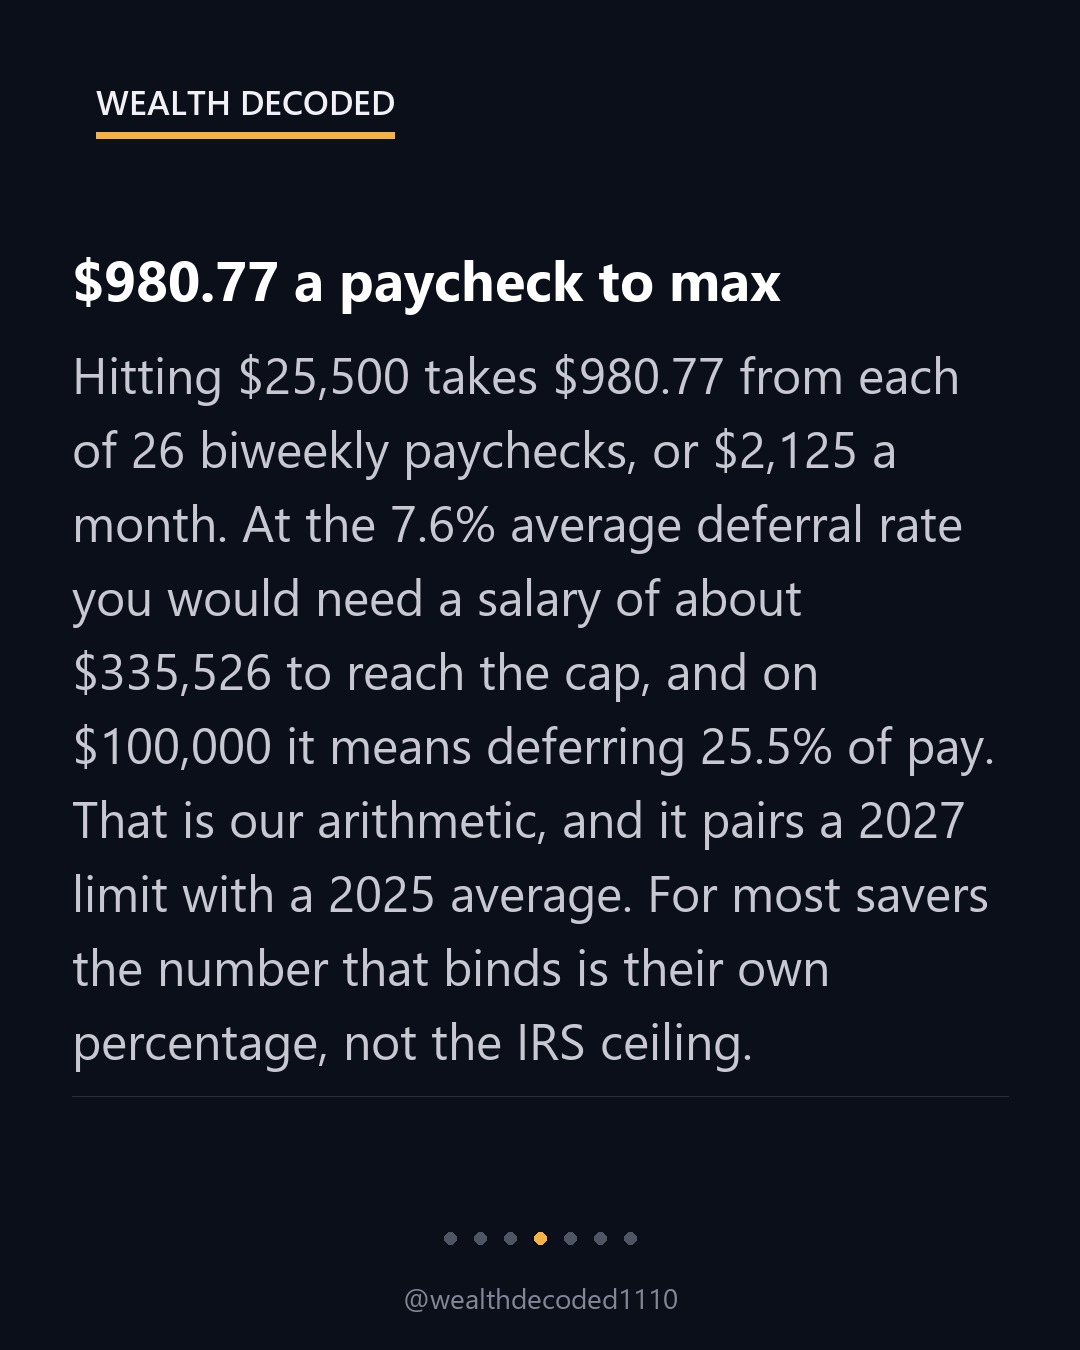 WEALTH DECODED
$980.77 a paycheck to max
Hitting $25,500 takes $980.77 from each
of 26 biweekly paychecks, or $2,125 a
month. At the 7.6% average deferral rate
you would need a salary of about
$335,526 to reach the cap, and on
$100,000 it means deferring 25.5% of pay.
That is our arithmetic, and it pairs a 2027
limit with a 2025 average. For most savers
the number that binds is their own
percentage, not the IRS ceiling.
@wealthdecoded1110